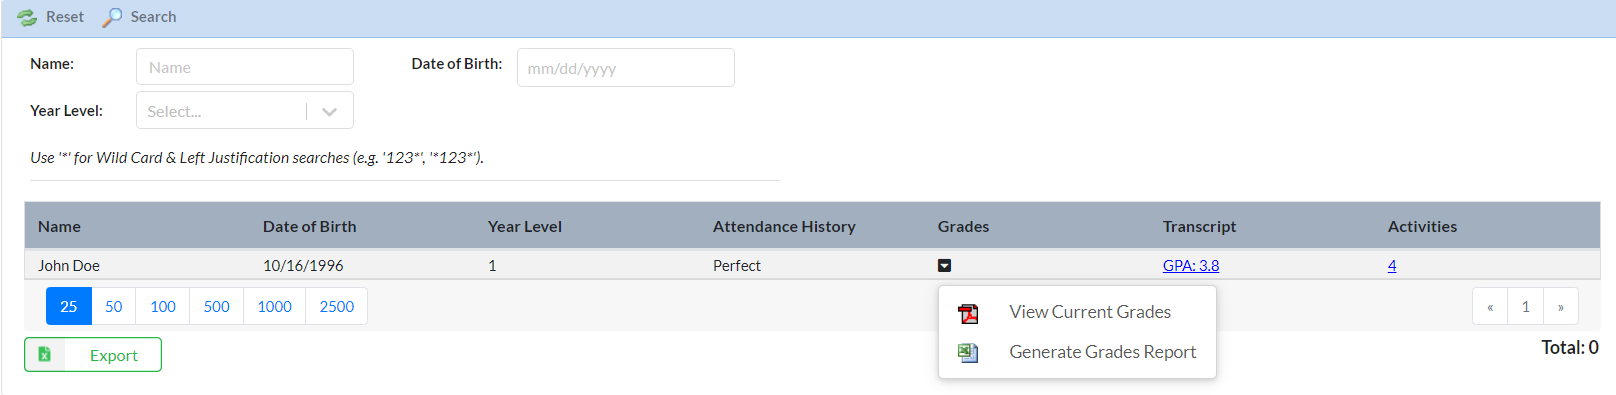 Reset Search
Name: Name Date of Birth: mm/dd/yyyy
Year Level: Select...
Use '*' for Wild Card & Left Justification searches (e.g. '123*', '*123*').
Name Date of Birth Year Level Attendance History Grades Transcript Activities
John Doe 10/16/1996 1 Perfect GPA: 3.8 4
25 50 100 500 1000 2500 « 1 »
View Current Grades
Generate Grades Report
Export Total: 0